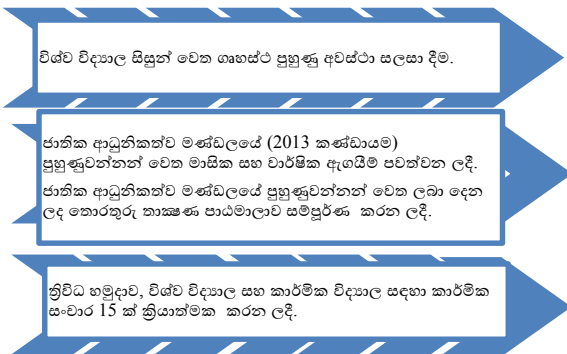 විශ්ව විද්‍යාල සිසුන් වෙත ගෘහස්ථ පුහුණු අවස්ථා සලසා දීම.
ජාතික ආධුනිකත්ව මණ්ඩලයේ (2013 කණ්ඩායම)
පුහුණුවන්නන් වෙත මාසික සහ වාර්ෂික ඇගයීම් පවත්වන ලදී.
ජාතික ආධුනිකත්ව මණ්ඩලයේ පුහුණුවන්නන් වෙත ලබා දෙන
ලද තොරතුරු තාක්‍ෂණ පාඨමාලාව සම්පූර්ණ කරන ලදී.
ත්‍රිවිධ හමුදාව, විශ්ව විද්‍යාල සහ කාර්මික විද්‍යාල සඳහා කාර්මික
සංචාර 15 ක් ක්‍රියාත්මක කරන ලදී.